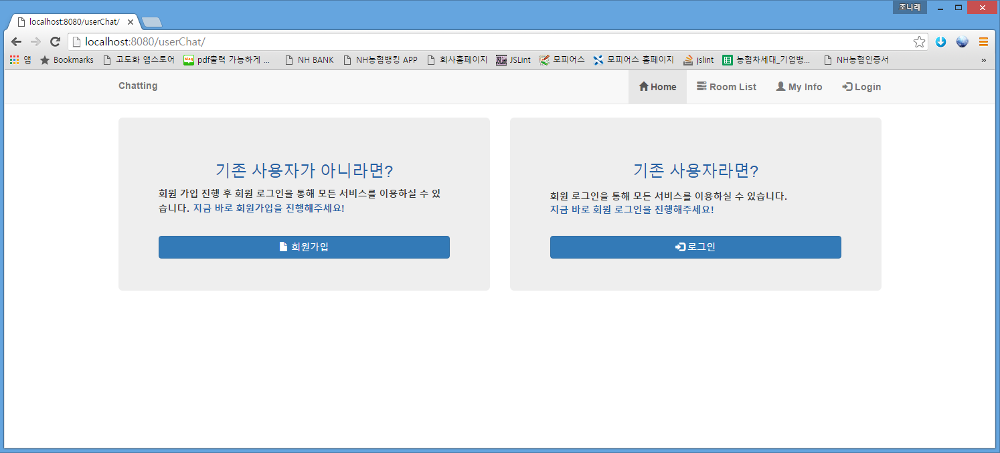 조나래
localhost:8080/userChat/
localhost:8080/userChat/
앱 Bookmarks 고도화 앱스토어 pdf출력 가능하게 ... NH BANK NH농협뱅킹 APP 회사홈페이지 JSLint 모피어스 모피어스 홈페이지 jslint 농협차세대_기업뱅... NH농협인증서 »
Chatting Home Room List My Info Login
기존 사용자가 아니라면?
회원 가입 진행 후 회원 로그인을 통해 모든 서비스를 이용하실 수 있
습니다. 지금 바로 회원가입을 진행해주세요!
회원가입
기존 사용자라면?
회원 로그인을 통해 모든 서비스를 이용하실 수 있습니다.
지금 바로 회원 로그인을 진행해주세요!
로그인